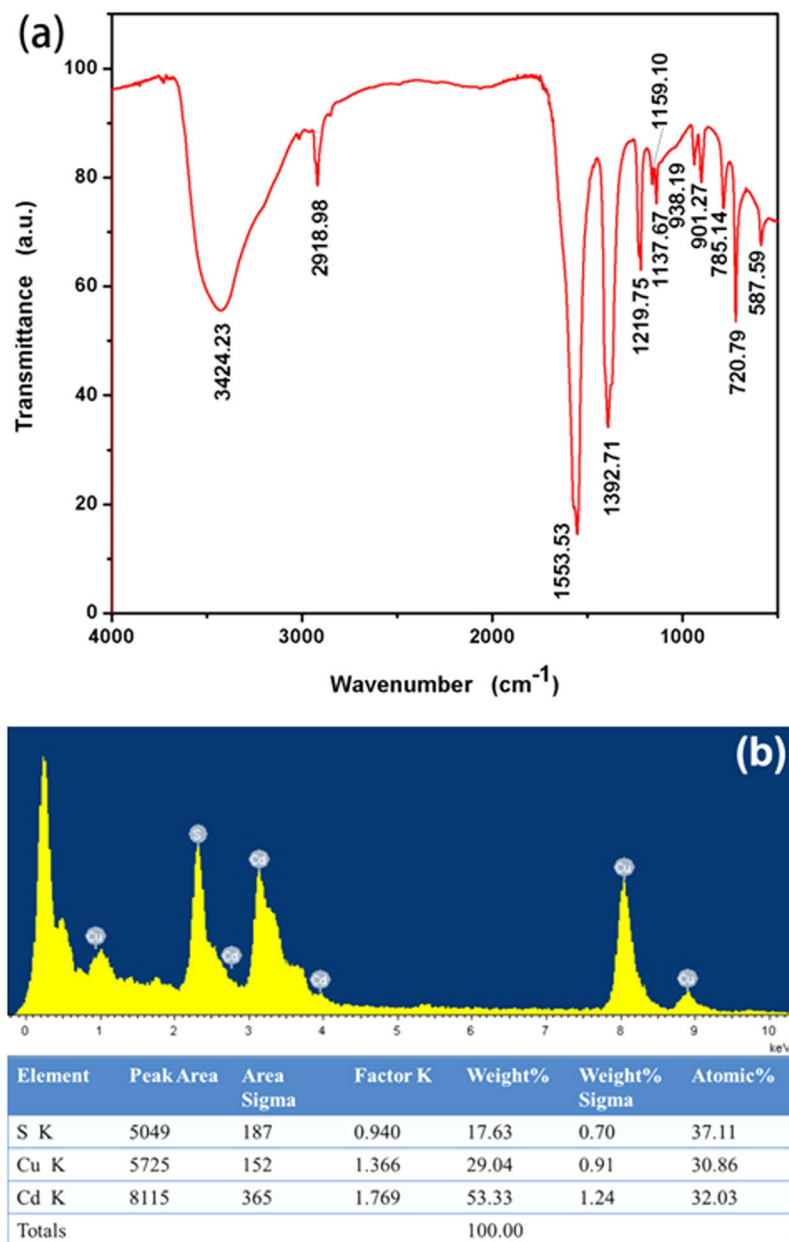 (a)
100
80
60
40
20
0
Transmittance (a.u.)
3424.23
2918.98
1553.53
1392.71
1219.75
1137.67
1159.10
938.19
901.27
785.14
720.79
587.59
4000 3000 2000 1000
Wavenumber (cm-1)
(b)
Cu S Cd Cd Cd Cu Cu
0 1 2 3 4 5 6 7 8 9 10
keV
Element Peak Area Area Sigma Factor K Weight% Weight% Sigma Atomic%
S K 5049 187 0.940 17.63 0.70 37.11
Cu K 5725 152 1.366 29.04 0.91 30.86
Cd K 8115 365 1.769 53.33 1.24 32.03
Totals 100.00